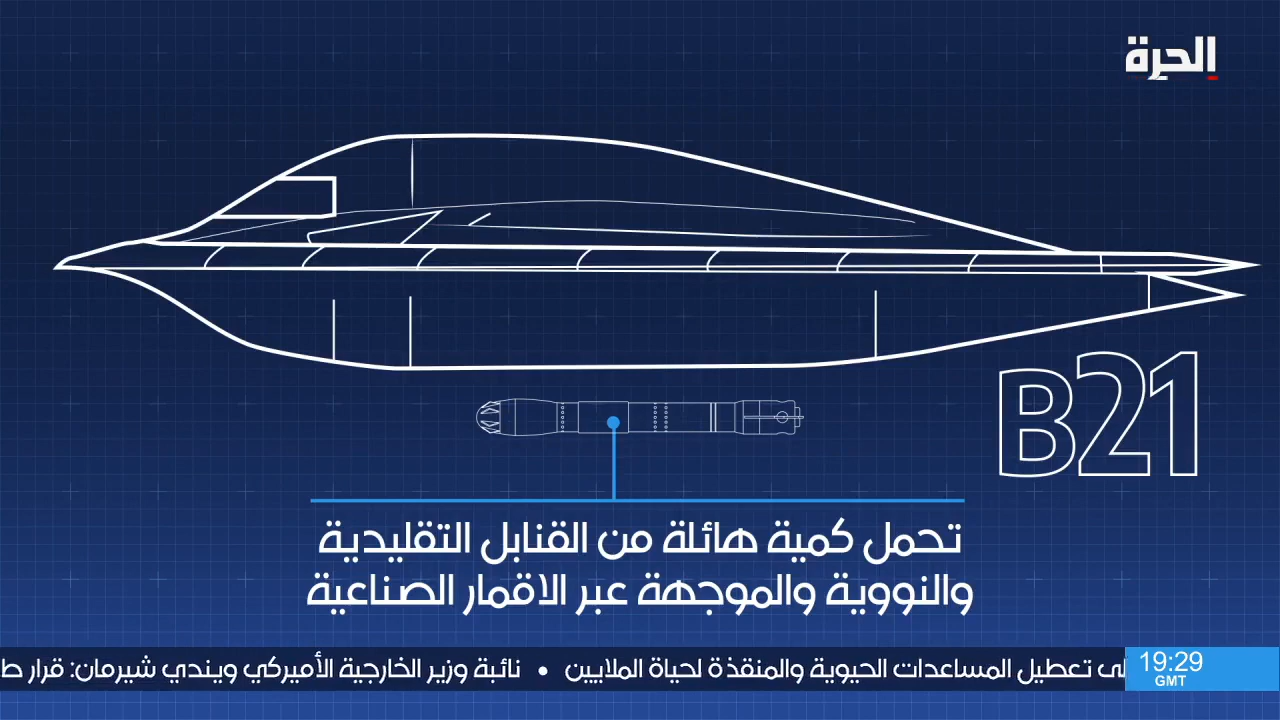 الحرة
B21
تحمل كمية هائلة من القنابل التقليدية
والنووية والموجهة عبر الاقمار الصناعية
تعطيل المساعدات الحيوية والمنقذة لحياة الملايين • نائبة وزير الخارجية الأميركي ويندي شيرمان: قرار
19:29
GMT